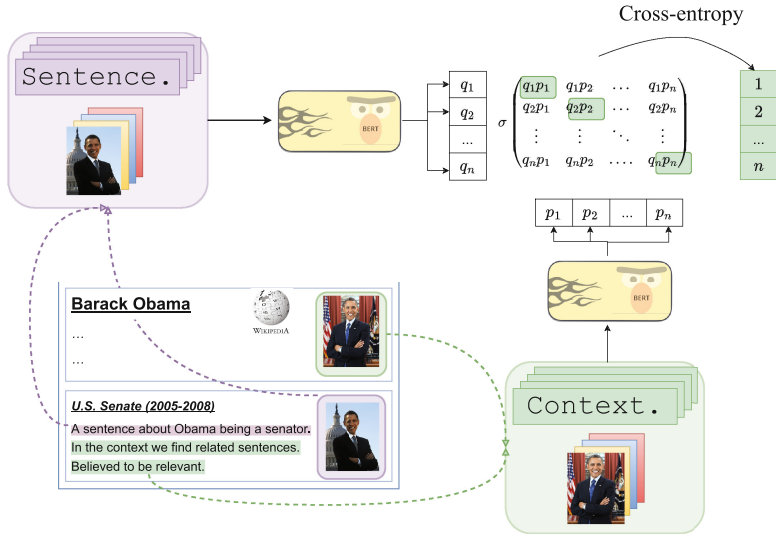 Cross-entropy
Sentence.
BERT
q1
q2
...
qn
σ
q1p1 q1p2 ... q1pn
q2p1 q2p2 ... q2pn
⋮ ⋮ ⋱ ⋮
qnp1 qnp2 .... qnpn
1
2
...
n
p1 p2 ... pn
BERT
Barack Obama
WIKIPEDIA
...
...
U.S. Senate (2005-2008)
A sentence about Obama being a senator.
In the context we find related sentences.
Believed to be relevant.
Context.